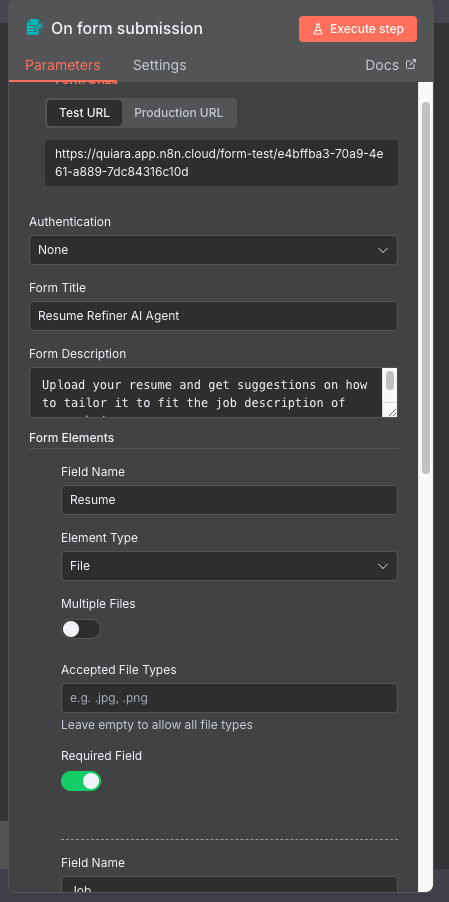 On form submission
Execute step
Parameters
Settings
Docs
Form URLs
Test URL
Production URL
https://quiara.app.n8n.cloud/form-test/e4bffba3-70a9-4e
61-a889-7dc84316c10d
Authentication
None
Form Title
Resume Refiner AI Agent
Form Description
Upload your resume and get suggestions on how
to tailor it to fit the job description of
Form Elements
Field Name
Resume
Element Type
File
Multiple Files
Accepted File Types
e.g. .jpg, .png
Leave empty to allow all file types
Required Field
Field Name
Job